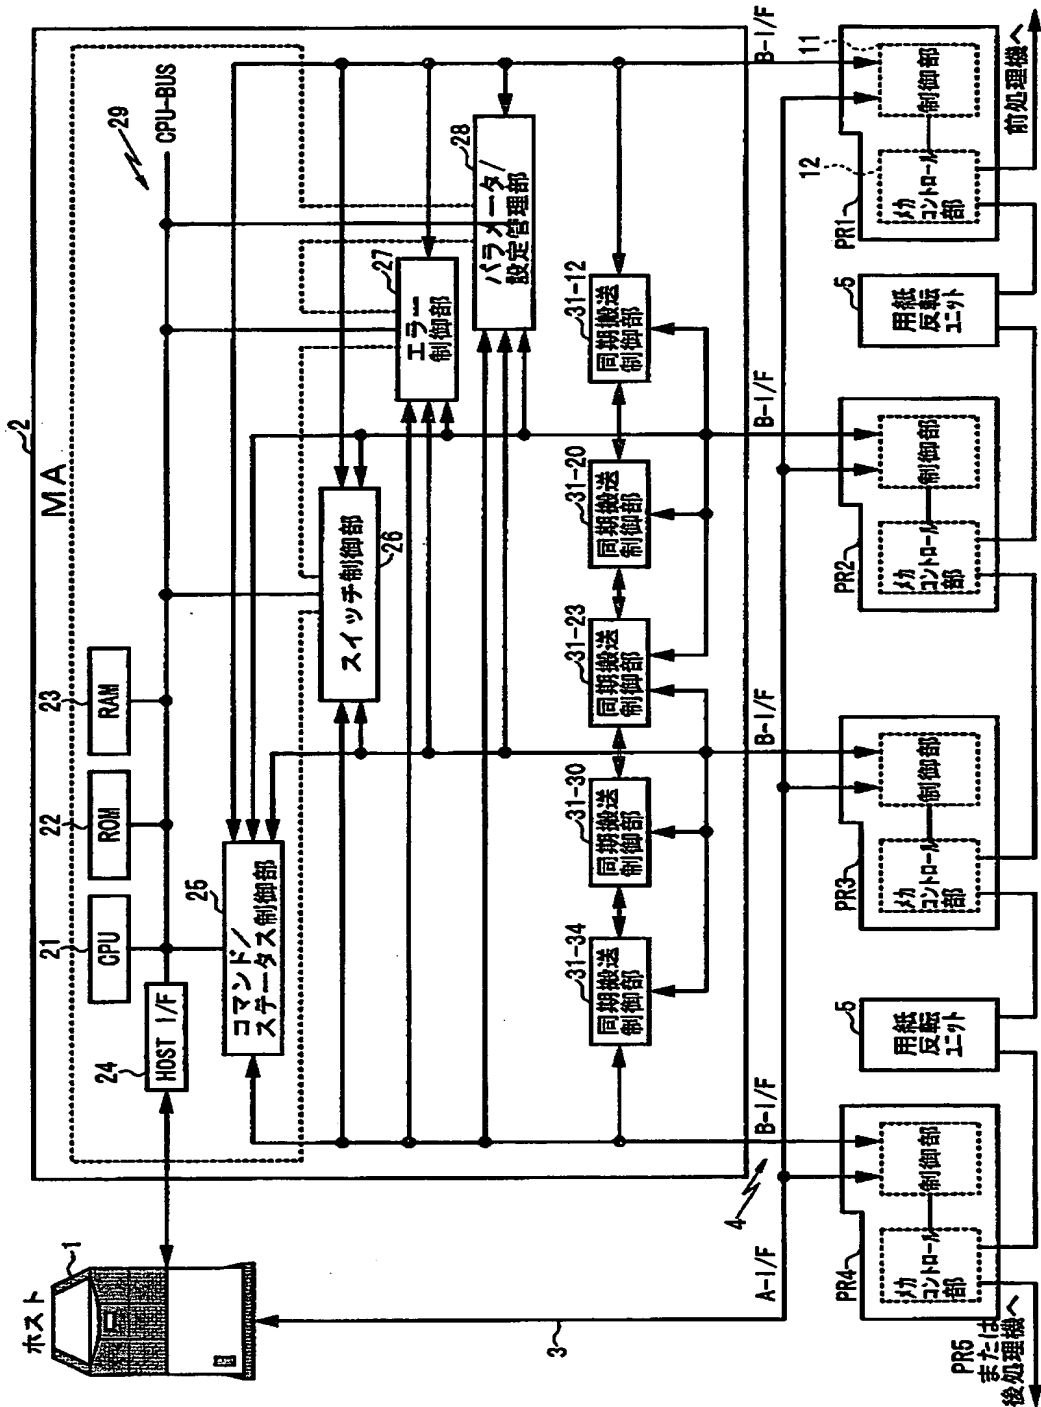 ホスト
1
2
MA
21
CPU
22
ROM
23
RAM
29
CPU-BUS
24
HOST I/F
25
コマンド/
ステータス制御部
スイッチ制御部
26
27
エラー
制御部
28
パラメータ/
設定管理部
31-34
同期搬送
制御部
31-30
同期搬送
制御部
31-23
同期搬送
制御部
31-20
同期搬送
制御部
31-12
同期搬送
制御部
3
A-I/F
4
B-I/F
B-I/F
B-I/F
B-I/F
PR4
制御部
メカ
コントロール
部
5
用紙
反転
ユニット
PR3
制御部
メカ
コントロール
部
PR2
制御部
メカ
コントロール
部
5
用紙
反転
ユニット
PR1
11
制御部
12
メカ
コントロール
部
PR5
または
後処理機へ
前処理機へ